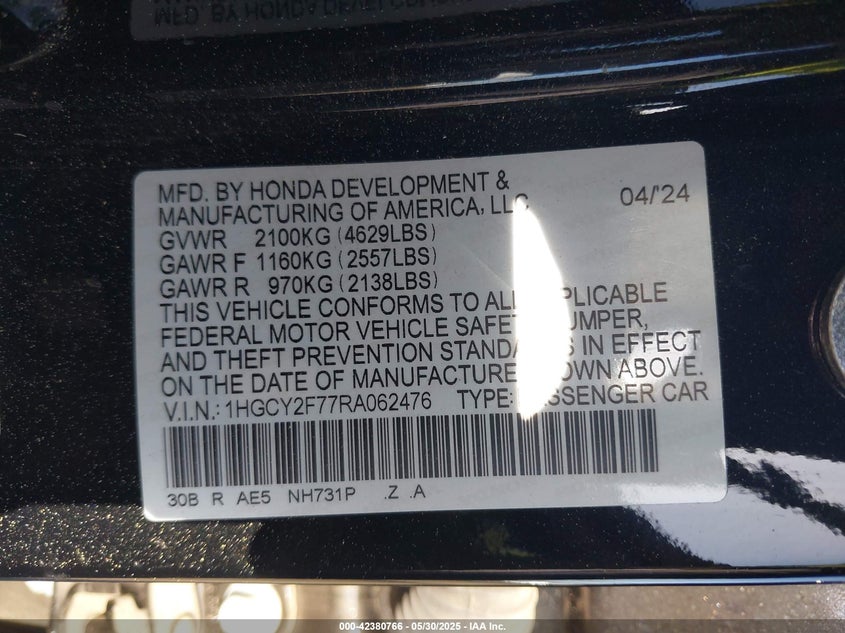 MFD. BY HONDA DEVELOPMENT &
MANUFACTURING OF AMERICA, LLC 04/'24
GVWR 2100KG (4629LBS)
GAWR F 1160KG (2557LBS)
GAWR R 970KG (2138LBS)
THIS VEHICLE CONFORMS TO ALL APPLICABLE
FEDERAL MOTOR VEHICLE SAFETY, BUMPER,
AND THEFT PREVENTION STANDARDS IN EFFECT
ON THE DATE OF MANUFACTURE SHOWN ABOVE.
V.I.N.: 1HGCY2F77RA062476 TYPE: PASSENGER CAR
30B R AE5 NH731P .Z .A
000-42380766 - 05/30/2025 - IAA Inc.